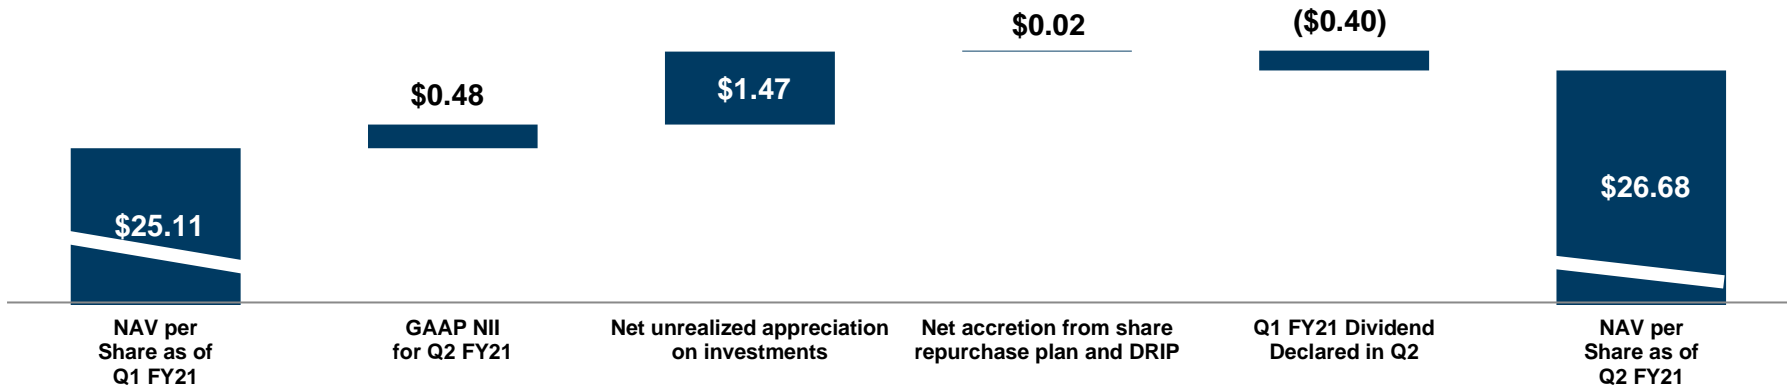 $25.11
$0.48
$1.47
$0.02
($0.40)
$26.68
NAV per
Share as of
Q1 FY21
GAAP NII
for Q2 FY21
Net unrealized appreciation
on investments
Net accretion from share
repurchase plan and DRIP
Q1 FY21 Dividend
Declared in Q2
NAV per
Share as of
Q2 FY21